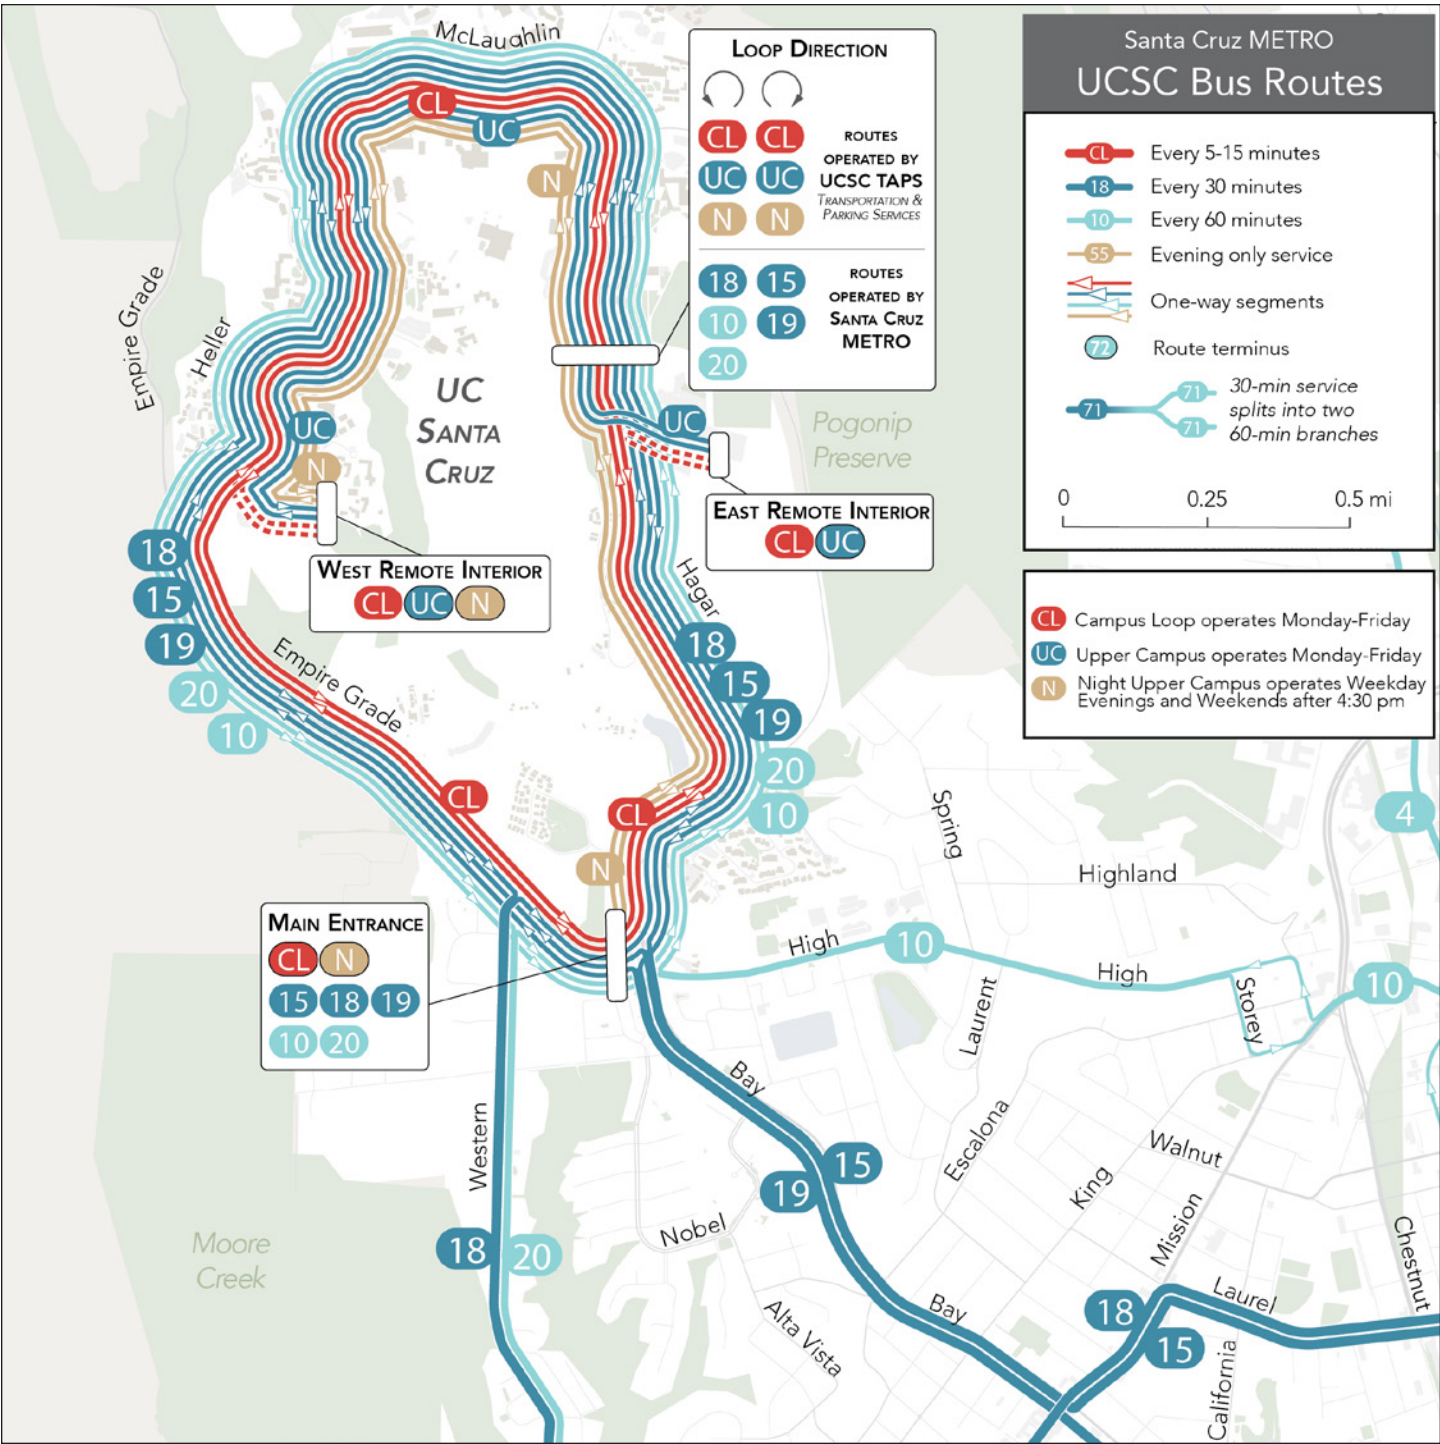 McLaughlin
CL
UC
N
LOOP DIRECTION
CL CL
UC UC
N N
ROUTES
OPERATED BY
UCSC TAPS
TRANSPORTATION &
PARKING SERVICES
18 15
10 19
20
ROUTES
OPERATED BY
SANTA CRUZ
METRO
Santa Cruz METRO
UCSC Bus Routes
CL Every 5-15 minutes
18 Every 30 minutes
10 Every 60 minutes
55 Evening only service
One-way segments
72 Route terminus
71 71 71
30-min service
splits into two
60-min branches
0 0.25 0.5 mi
CL Campus Loop operates Monday-Friday
UC Upper Campus operates Monday-Friday
N Night Upper Campus operates Weekday
Evenings and Weekends after 4:30 pm
Empire Grade
Heller
UC
SANTA
CRUZ
Pogonip
Preserve
UC
N
UC
EAST REMOTE INTERIOR
CL UC
WEST REMOTE INTERIOR
CL UC N
Hagar
18
15
19
20
10
Empire Grade
18
15
19
20
10
CL
CL
N
MAIN ENTRANCE
CL N
15 18 19
10 20
Spring
Highland
4
High
10
High
10
Storey
Laurent
Bay
Escalona
Walnut
King
Mission
Chestnut
Western
15
19
Nobel
Moore
Creek
18
20
Bay
Alta Vista
18
15
Laurel
California